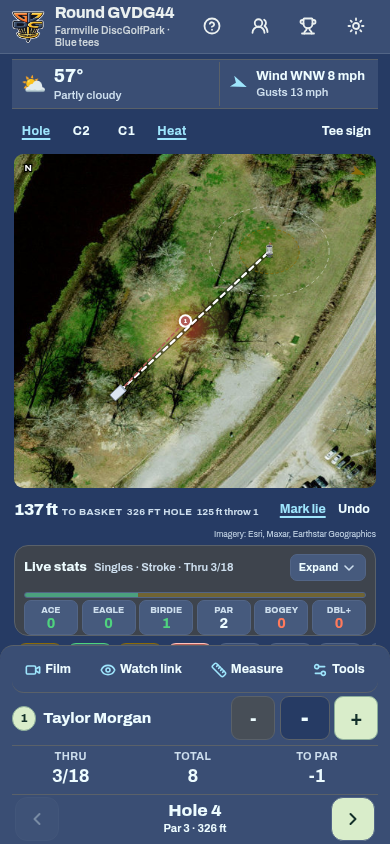 Round GVDG44
Farmville DiscGolfPark ·
Blue tees
57°
Partly cloudy
Wind WNW 8 mph
Gusts 13 mph
Hole C2 C1 Heat Tee sign
N
1
137 ft TO BASKET 326 FT HOLE 125 ft throw 1 Mark lie Undo
Imagery: Esri, Maxar, Earthstar Geographics
Live stats Singles · Stroke · Thru 3/18 Expand
ACE EAGLE BIRDIE PAR BOGEY DBL+
0 0 1 2 0 0
Film Watch link Measure Tools
1 Taylor Morgan - - +
THRU TOTAL TO PAR
3/18 8 -1
Hole 4
Par 3 · 326 ft